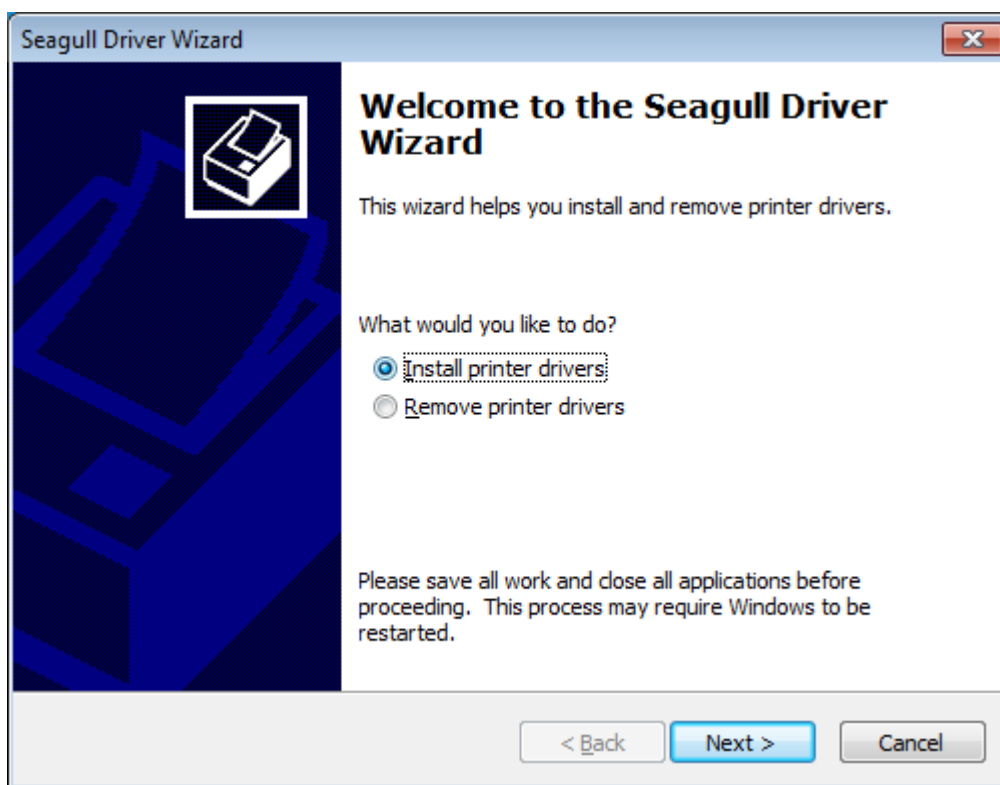 Seagull Driver Wizard
Welcome to the Seagull Driver
Wizard
This wizard helps you install and remove printer drivers.
What would you like to do?
Install printer drivers
Remove printer drivers
Please save all work and close all applications before
proceeding.  This process may require Windows to be
restarted.
< Back
Next >
Cancel